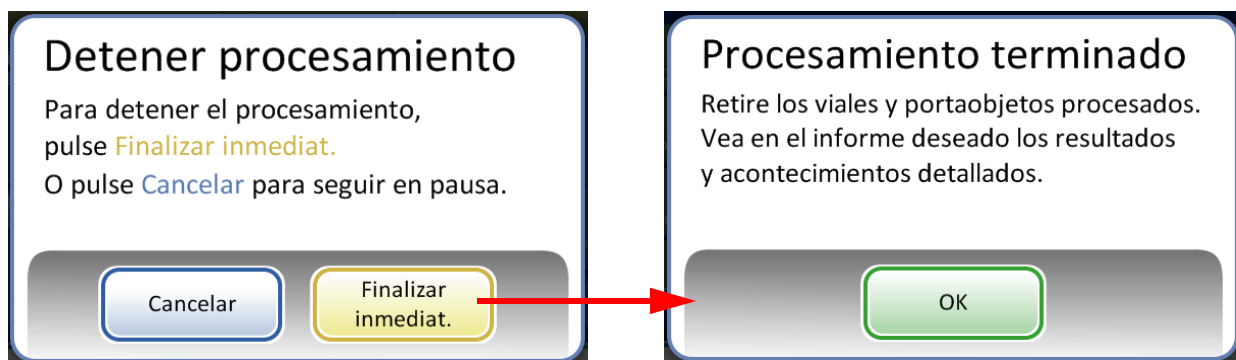 Detener procesamiento
Para detener el procesamiento,
pulse Finalizar inmediat.
O pulse Cancelar para seguir en pausa.
Cancelar
Finalizar
inmediat.
Procesamiento terminado
Retire los viales y portaobjetos procesados.
Vea en el informe deseado los resultados
y acontecimientos detallados.
OK